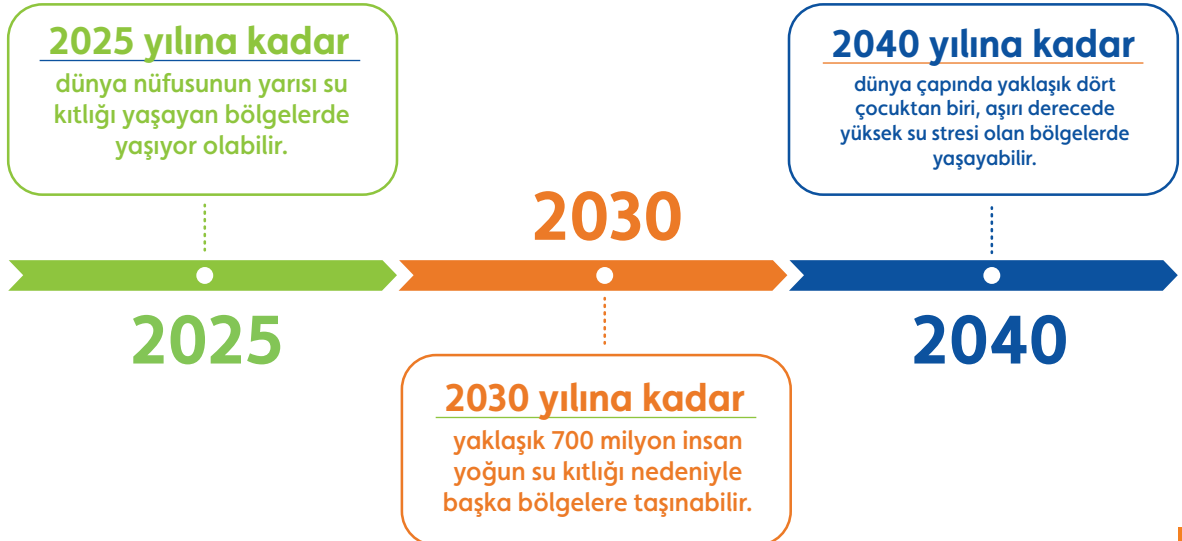 2025 yılına kadar
dünya nüfusunun yarısı su
kıtlığı yaşayan bölgelerde
yaşıyor olabilir.
2025
2030
2030 yılına kadar
yaklaşık 700 milyon insan
yoğun su kıtlığı nedeniyle
başka bölgelere taşınabilir.
2040 yılına kadar
dünya çapında yaklaşık dört
çocuktan biri, aşırı derecede
yüksek su stresi olan bölgelerde
yaşayabilir.
2040